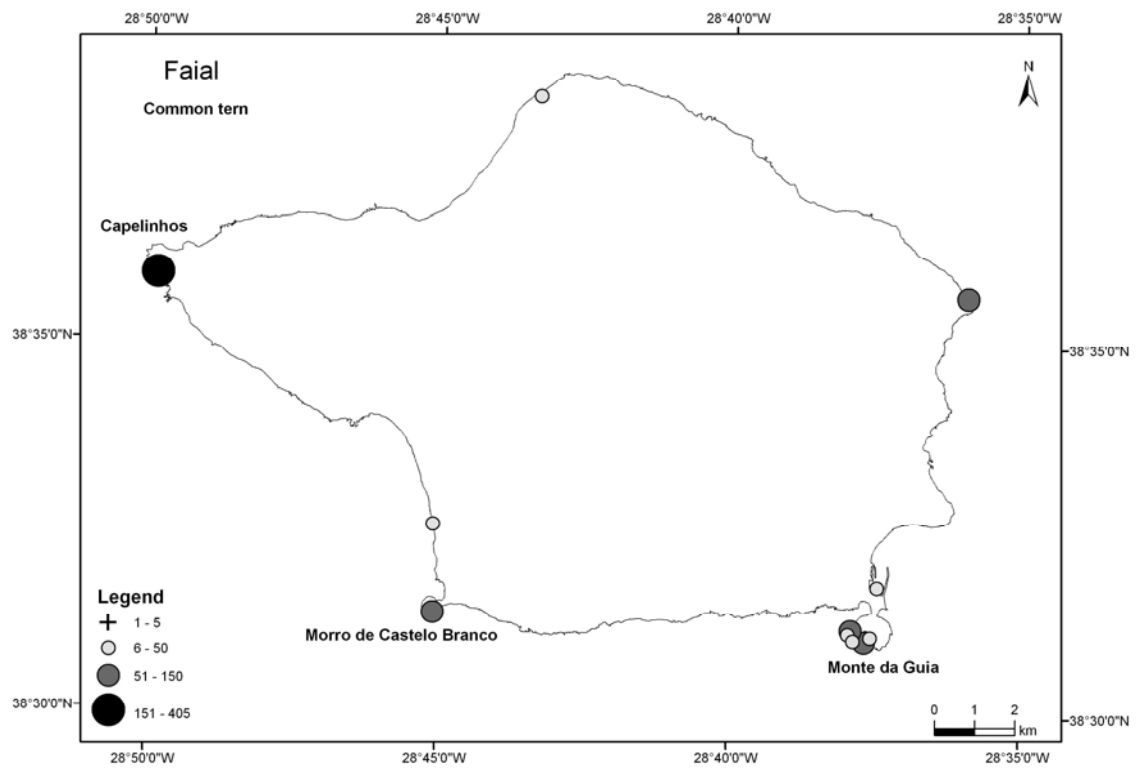 28°50'0"W 28°45'0"W 28°40'0"W 28°35'0"W
Faial
N
Common tern
Capelinhos
38°35'0"N
38°35'0"N
Legend
1 - 5
6 - 50
51 - 150
151 - 405
Morro de Castelo Branco
Monte da Guia
0 1 2
km
38°30'0"N
38°30'0"N
28°50'0"W 28°45'0"W 28°40'0"W 28°35'0"W